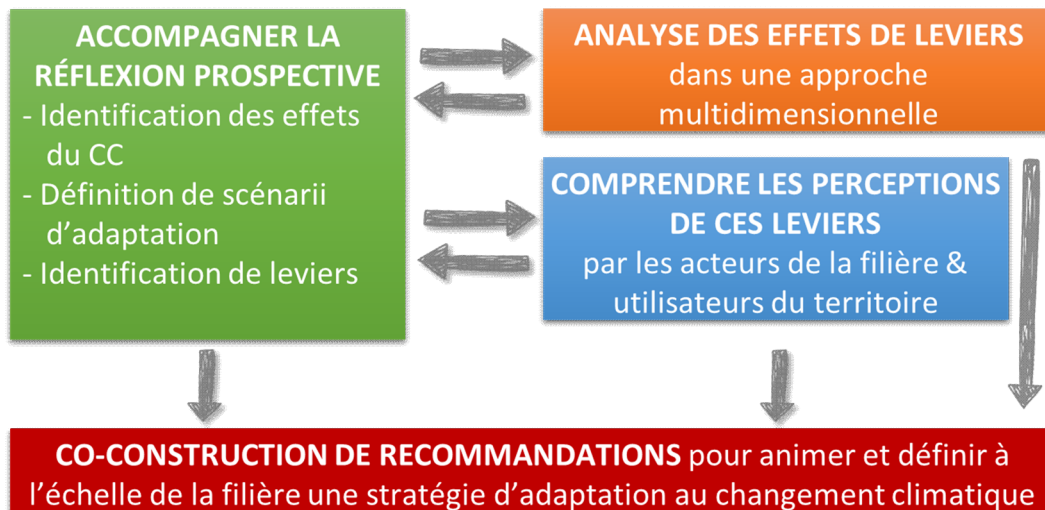 ACCOMPAGNER LA
RÉFLEXION PROSPECTIVE
- Identification des effets
du CC
- Définition de scénarii
d’adaptation
- Identification de leviers
ANALYSE DES EFFETS DE LEVIERS
dans une approche
multidimensionnelle
COMPRENDRE LES PERCEPTIONS
DE CES LEVIERS
par les acteurs de la filière &
utilisateurs du territoire
CO-CONSTRUCTION DE RECOMMANDATIONS pour animer et définir à
l’échelle de la filière une stratégie d’adaptation au changement climatique